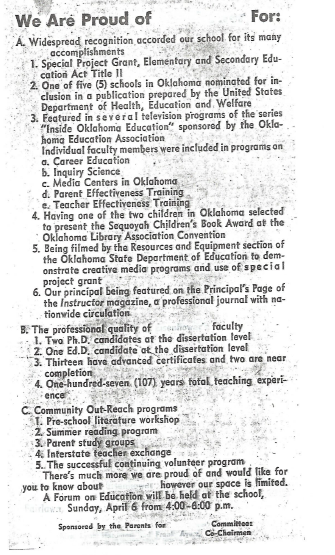 We Are Proud of For:
A. Widespread recognition accorded our school for its many
accomplishments
1. Special Project Grant, Elementary and Secondary Edu-
cation Act Title II
2. One of five (5) schools in Oklahoma nominated for in-
clusion in a publication prepared by the United States
Department of Health, Education and Welfare
3. Featured in several television programs of the series
"Inside Oklahoma Education" sponsored by the Okla-
homa Education Association
Individual faculty members were included in programs on
a. Career Education
b. Inquiry Science
c. Media Centers in Oklahoma
d. Parent Effectiveness Training
e. Teacher Effectiveness Training
4. Having one of the two children in Oklahoma selected
to present the Sequoyah Children's Book Award at the
Oklahoma Library Association Convention
5. Being filmed by the Resources and Equipment section of
the Oklahoma State Department of Education to dem-
onstrate creative media programs and use of special
project grant
6. Our principal being featured on the Principal's Page of
the Instructor magazine, a professional journal with na-
tionwide circulation
B. The professional quality of faculty
1. Two Ph.D. candidates at the dissertation level
2. One Ed.D. candidate at the dissertation level
3. Thirteen have advanced certificates and two are near
completion
4. One-hundred-seven (107) years total teaching experi-
ence
C. Community Out-Reach programs
1. Pre-school literature workshop
2. Summer reading program
3. Parent study groups
4. Interstate teacher exchange
5. The successful continuing volunteer program
There's much more we are proud of and would like for
you to know about however our space is limited.
A Forum on Education will be held at the school,
Sunday, April 6 from 4:00-6:00 p.m.
Sponsored by the Parents for Committee:
Co-Chairmen